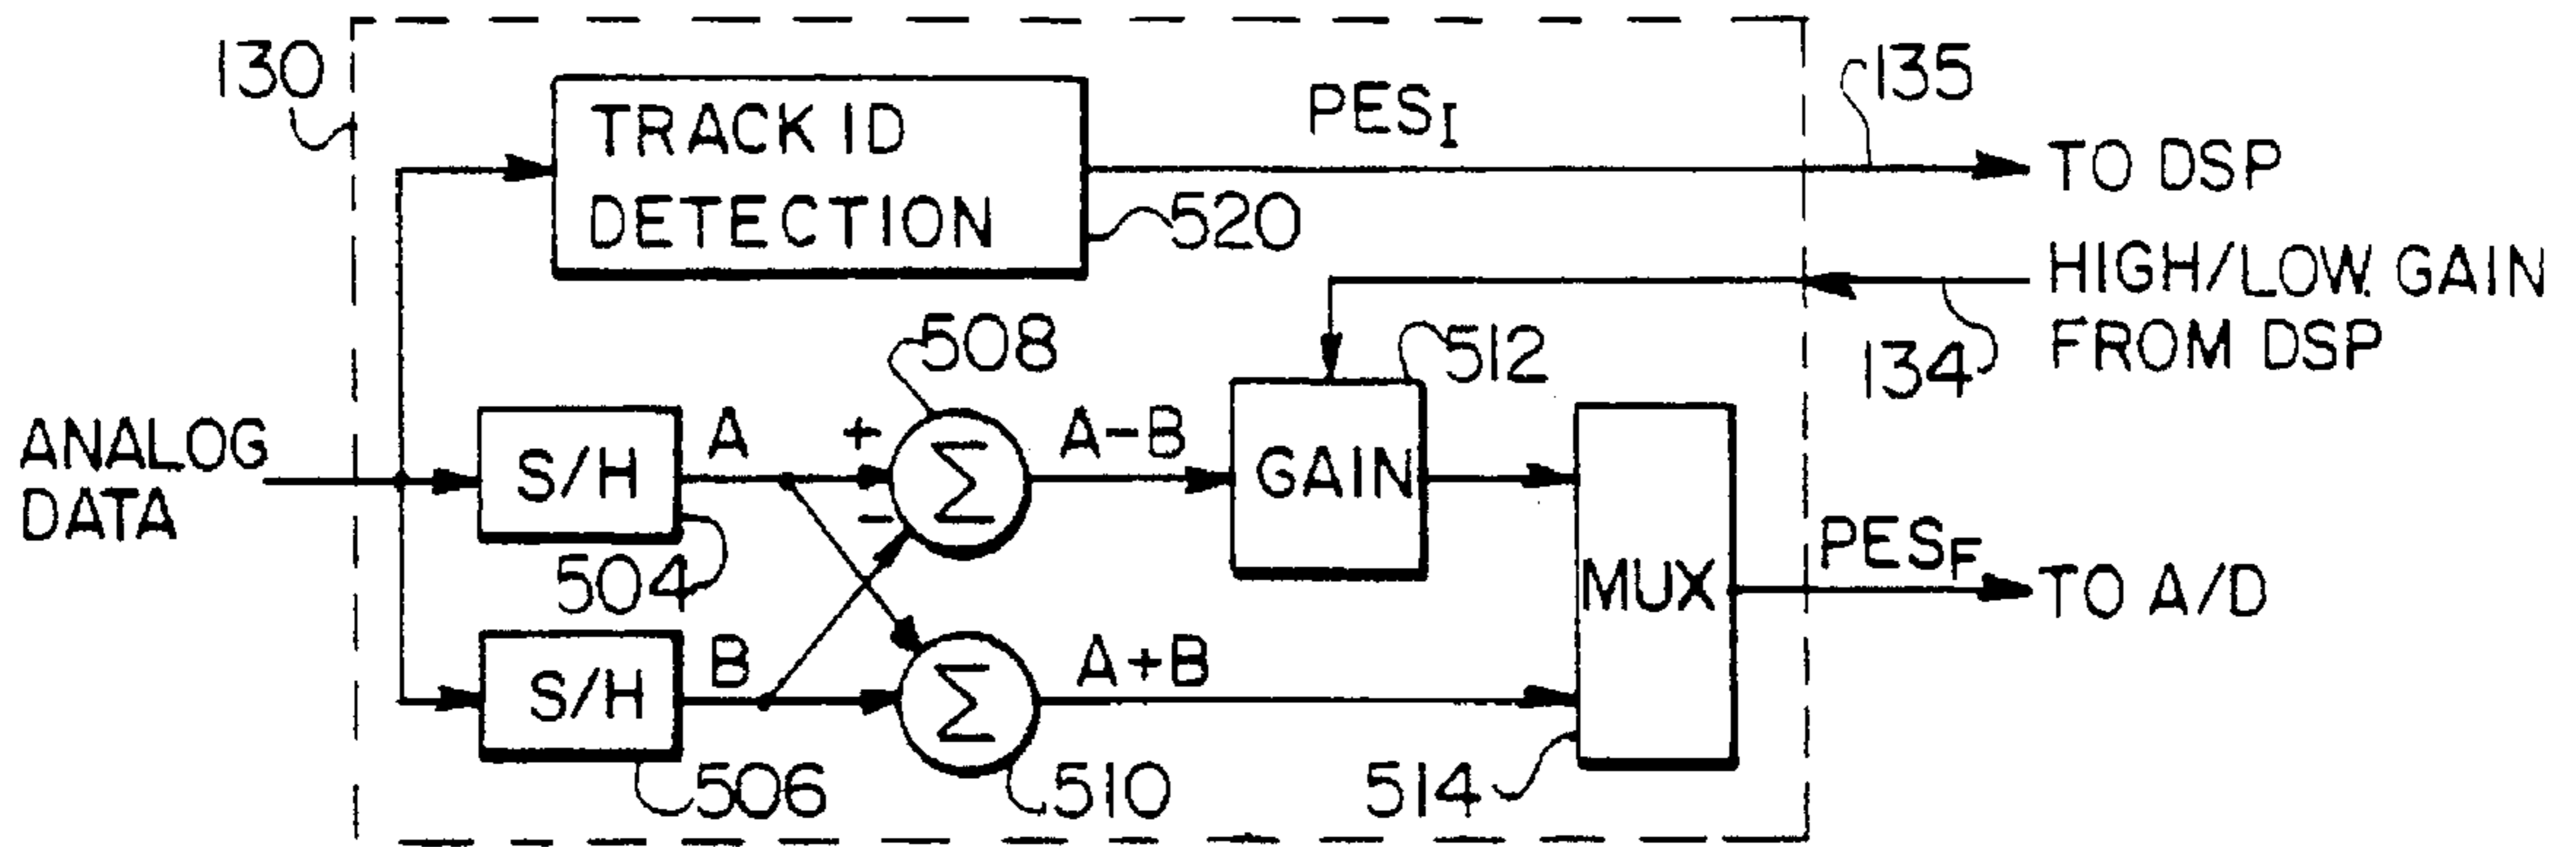 130
TRACK ID
DETECTION
520
PESI
135
TO DSP
HIGH/LOW GAIN
FROM DSP
134
ANALOG
DATA
S/H
504
A
+
−
508
Σ
A−B
512
GAIN
S/H
506
B
Σ
510
A+B
MUX
514
PESF
TO A/D